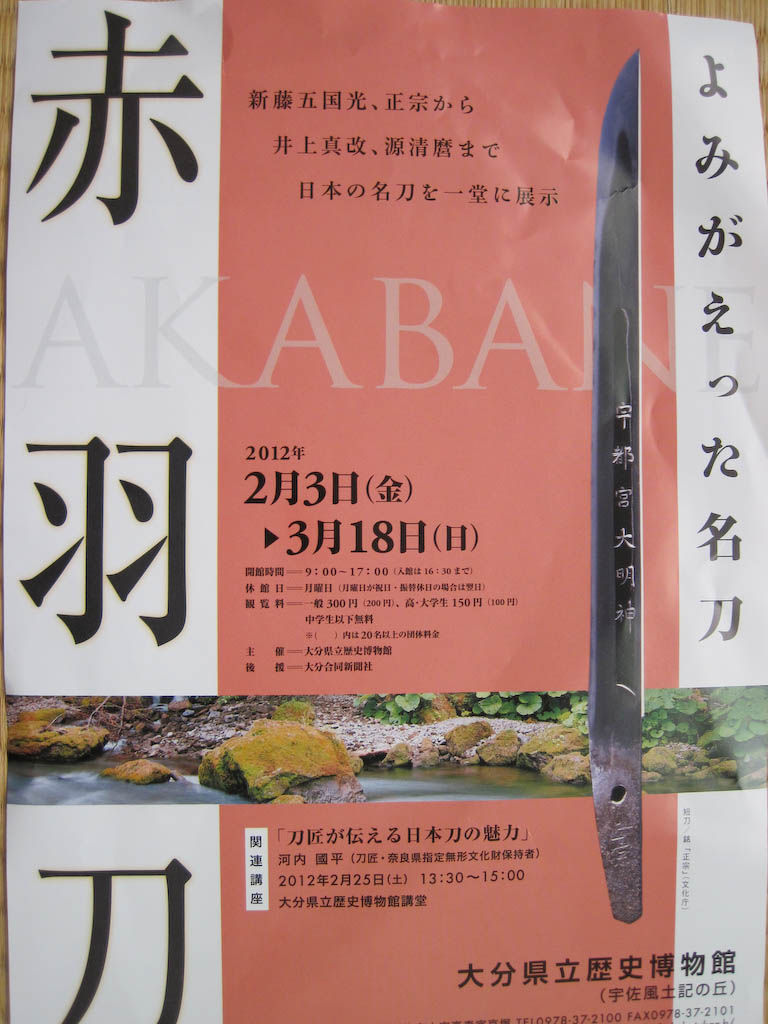 赤羽刀
よみがえった名刀
新藤五国光、正宗から
井上真改、源清麿まで
日本の名刀を一堂に展示
AKABANE
宇都宮大明神
2012年
2月3日(金)
▶3月18日(日)
開館時間＝9:00～17:00(入館は16:30まで)
休館日＝月曜日(月曜日が祝日・振替休日の場合は翌日)
観覧料＝一般300円(200円)、高・大学生150円(100円)
中学生以下無料
※( )内は20名以上の団体料金
主催＝大分県立歴史博物館
後援＝大分合同新聞社
関連講座
「刀匠が伝える日本刀の魅力」
河内 國平(刀匠・奈良県指定無形文化財保持者)
2012年2月25日(土) 13:30～15:00
大分県立歴史博物館講堂
短刀/銘「正宗」(文化庁)
大分県立歴史博物館
(宇佐風土記の丘)
TEL0978-37-2100 FAX0978-37-2101